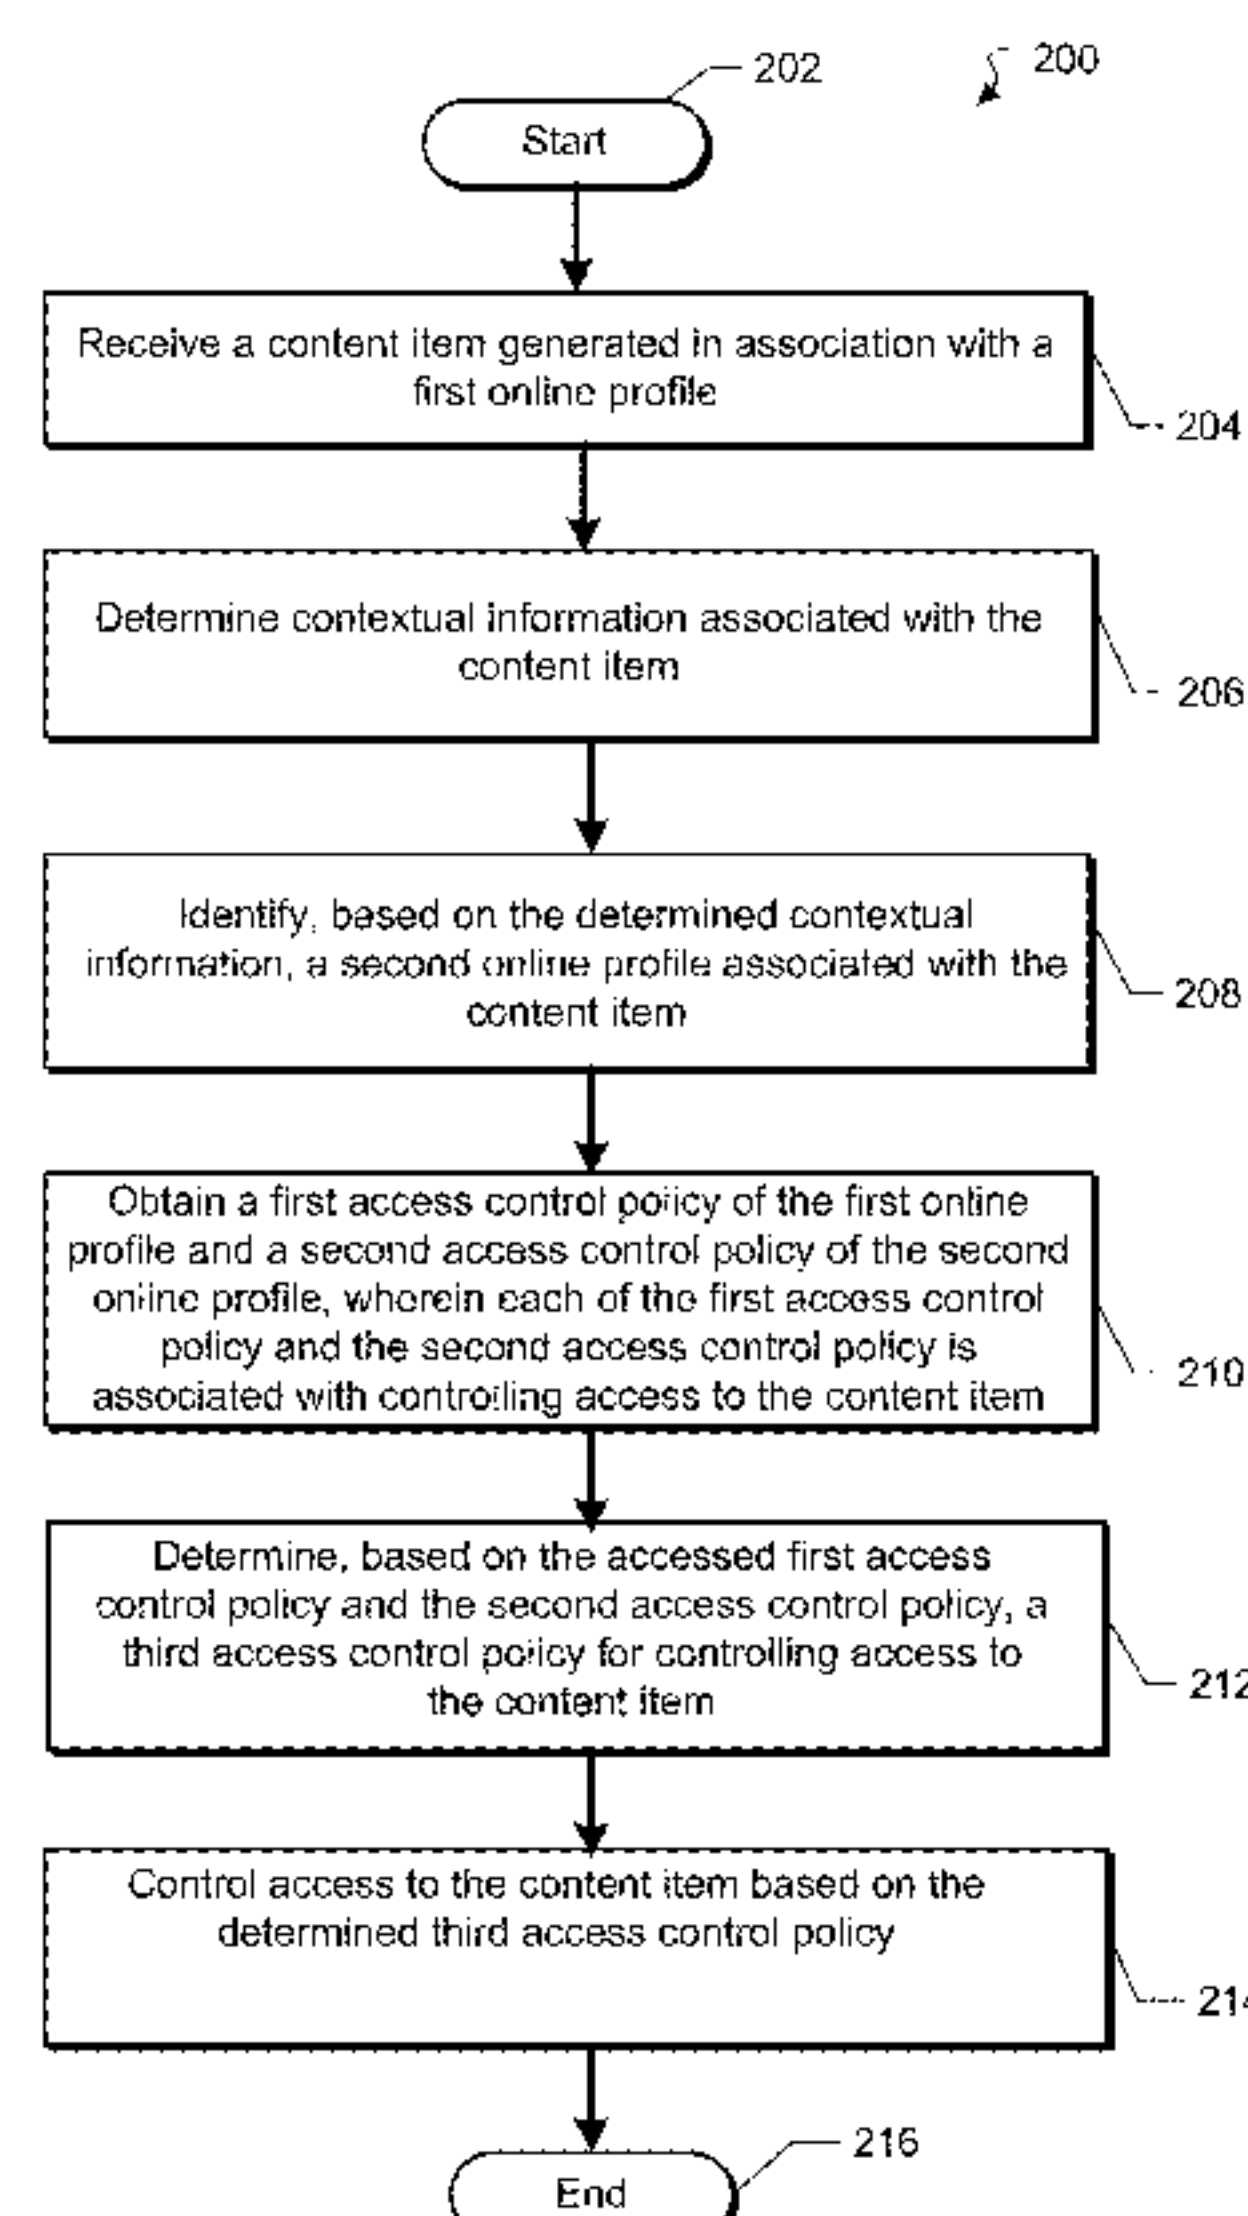 202
200
Start
Receive a content item generated in association with a
first online profile
204
Determine contextual information associated with the
content item
206
Identify, based on the determined contextual
information, a second online profile associated with the
content item
208
Obtain a first access control policy of the first online
profile and a second access control policy of the second
online profile, wherein each of the first access control
policy and the second access control policy is
associated with controlling access to the content item
210
Determine, based on the accessed first access
control policy and the second access control policy, a
third access control policy for controlling access to
the content item
212
Control access to the content item based on the
determined third access control policy
214
216
End